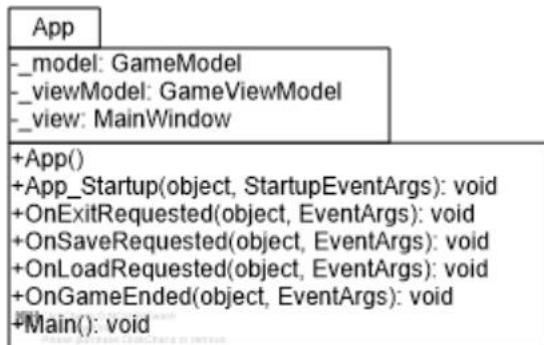 App
-_model: GameModel
-_viewModel: GameViewModel
-_view: MainWindow
+App()
+App_Startup(object, StartupEventArgs): void
+OnExitRequested(object, EventArgs): void
+OnSaveRequested(object, EventArgs): void
+OnLoadRequested(object, EventArgs): void
+OnGameEnded(object, EventArgs): void
+Main(): void